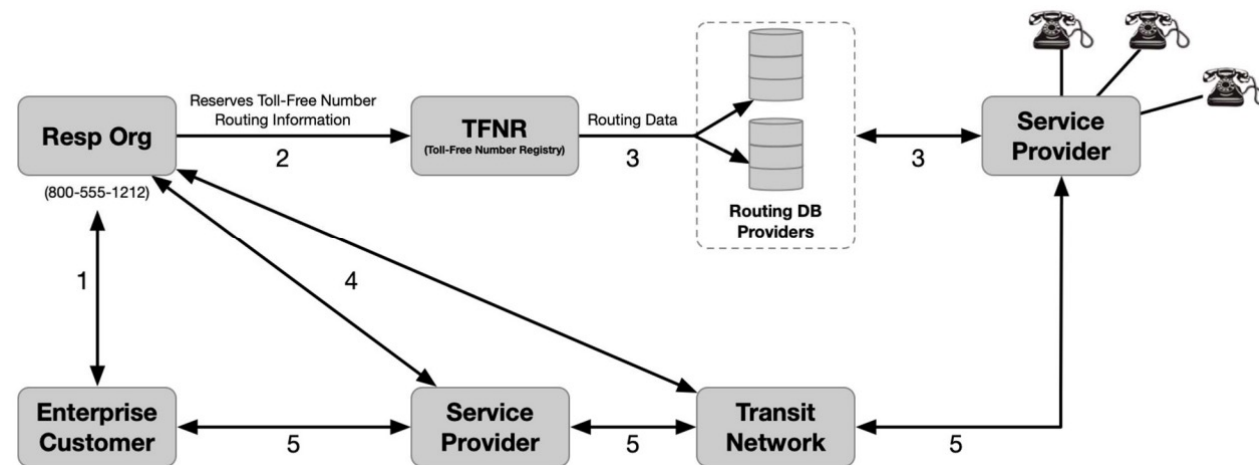 Reserves Toll-Free Number
Routing Information
Resp Org
2
(800-555-1212)
TFNR
(Toll-Free Number Registry)
Routing Data
3
Routing DB
Providers
3
Service
Provider
1
4
Enterprise
Customer
5
Service
Provider
5
Transit
Network
5